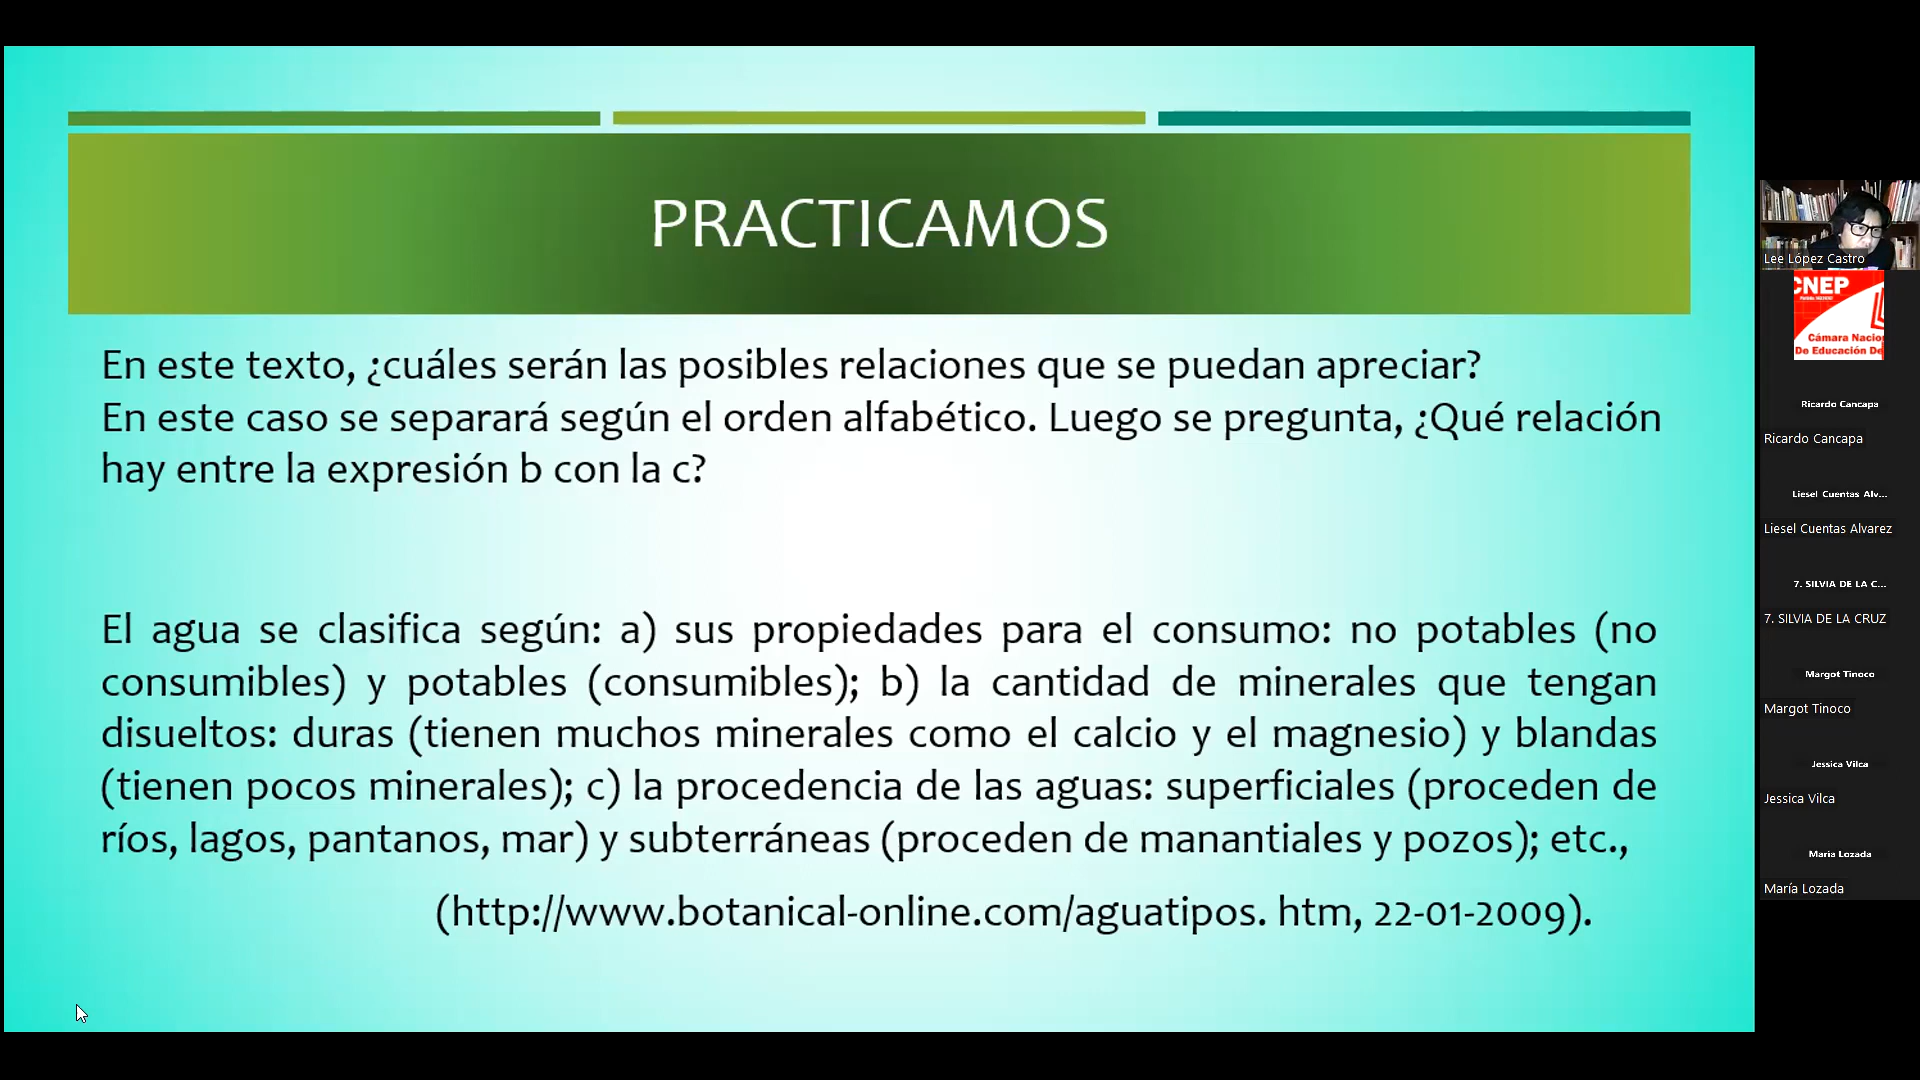 PRACTICAMOS
En este texto, ¿cuáles serán las posibles relaciones que se puedan apreciar?
En este caso se separará según el orden alfabético. Luego se pregunta, ¿Qué relación
hay entre la expresión b con la c?
El agua se clasifica según: a) sus propiedades para el consumo: no potables (no
consumibles) y potables (consumibles); b) la cantidad de minerales que tengan
disueltos: duras (tienen muchos minerales como el calcio y el magnesio) y blandas
(tienen pocos minerales); c) la procedencia de las aguas: superficiales (proceden de
ríos, lagos, pantanos, mar) y subterráneas (proceden de manantiales y pozos); etc.,
(http://www.botanical-online.com/aguatipos. htm, 22-01-2009).
Lee López Castro
CNEP
Cámara Nacio
De Educación De
Ricardo Cancapa
Ricardo Cancapa
Liesel Cuentas Alv...
Liesel Cuentas Alvarez
7. SILVIA DE LA C...
7. SILVIA DE LA CRUZ
Margot Tinoco
Margot Tinoco
Jessica Vilca
Jessica Vilca
Maria Lozada
María Lozada